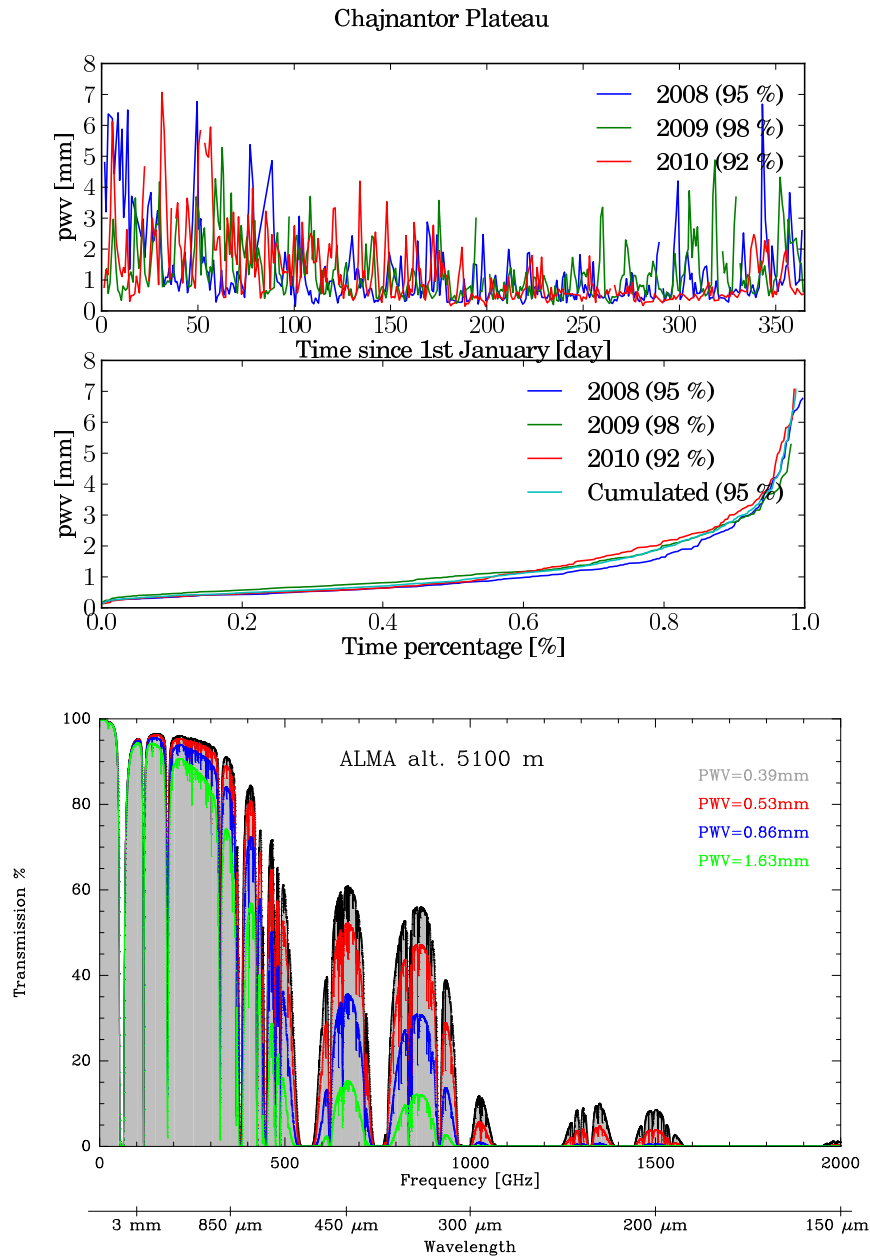 Chajnantor Plateau
8
7
6
5
4
3
2
1
0
pwv [mm]
2008 (95 %)
2009 (98 %)
2010 (92 %)
0 50 100 150 200 250 300 350
Time since 1st January [day]
8
7
6
5
4
3
2
1
0
pwv [mm]
2008 (95 %)
2009 (98 %)
2010 (92 %)
Cumulated (95 %)
0.0 0.2 0.4 0.6 0.8 1.0
Time percentage [%]
100
80
60
40
20
0
Transmission %
ALMA alt. 5100 m
PWV=0.39mm
PWV=0.53mm
PWV=0.86mm
PWV=1.63mm
0 500 1000 1500 2000
Frequency [GHz]
3 mm 850 μm 450 μm 300 μm 200 μm 150 μm
Wavelength